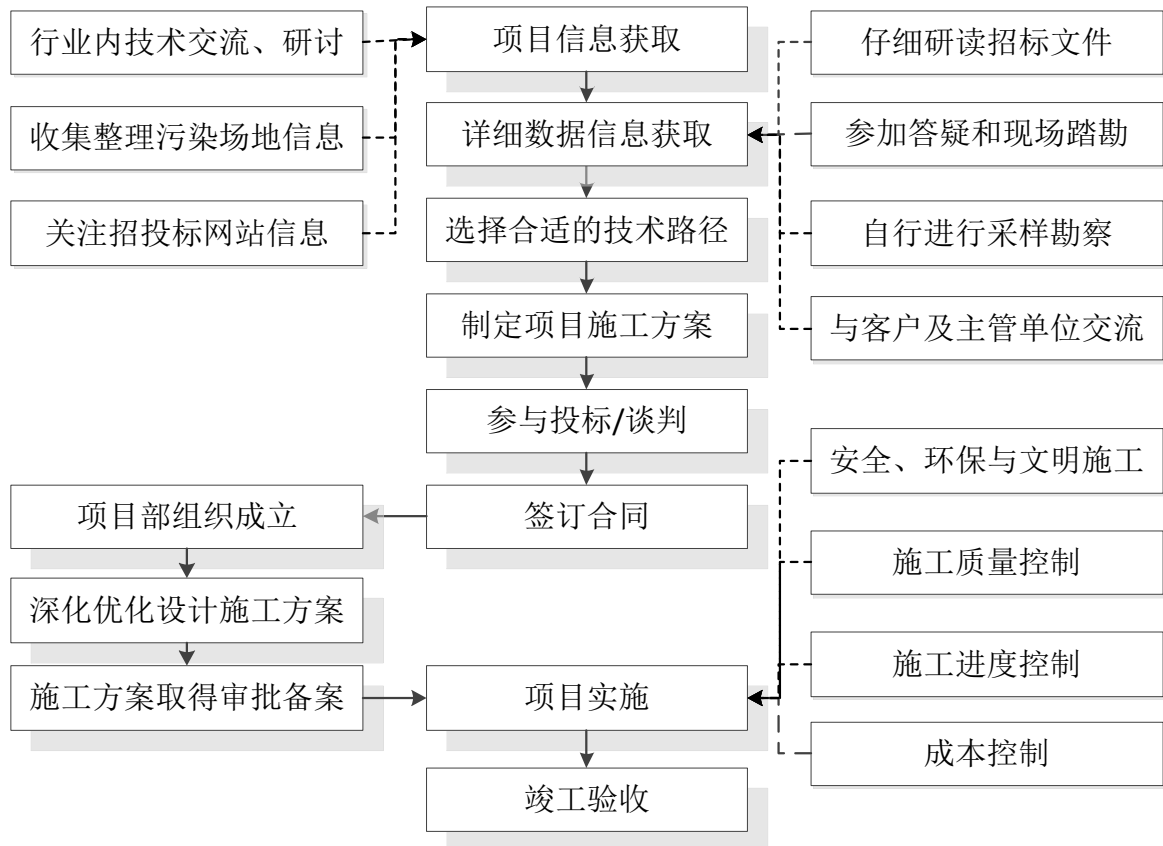 行业内技术交流、研讨
项目信息获取
仔细研读招标文件
收集整理污染场地信息
详细数据信息获取
参加答疑和现场踏勘
关注招投标网站信息
选择合适的技术路径
自行进行采样勘察
制定项目施工方案
与客户及主管单位交流
参与投标/谈判
安全、环保与文明施工
项目部组织成立
签订合同
施工质量控制
深化优化设计施工方案
施工进度控制
施工方案取得审批备案
项目实施
成本控制
竣工验收